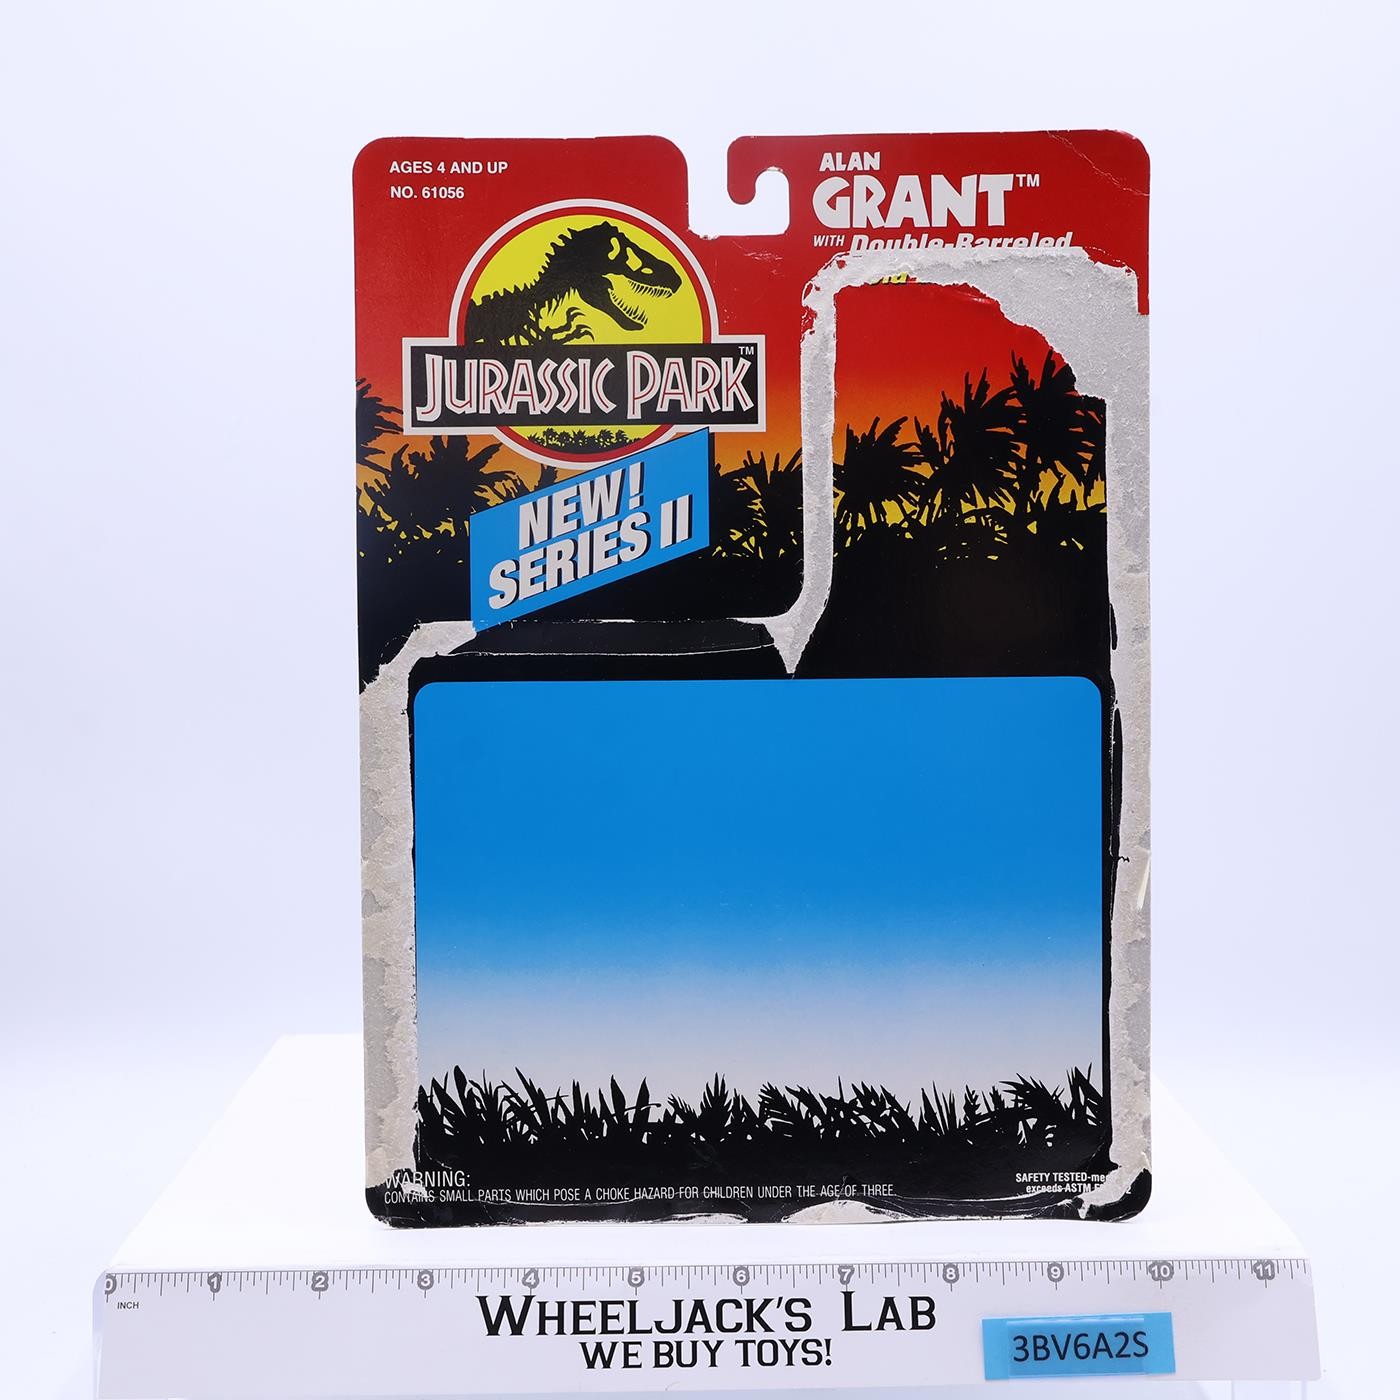 AGES 4 AND UP
NO. 61056
ALAN
GRANT™
WITH Double-Barreled
JURASSIC PARK™
NEW!
SERIES II
WARNING:
CONTAINS SMALL PARTS WHICH POSE A CHOKE HAZARD FOR CHILDREN UNDER THE AGE OF THREE.
SAFETY TESTED-
exceeds ASTM
0 1 2 3 4 5 6 7 8 9 10 11
INCH
WHEELJACK'S LAB
WE BUY TOYS!
3BV6A2S